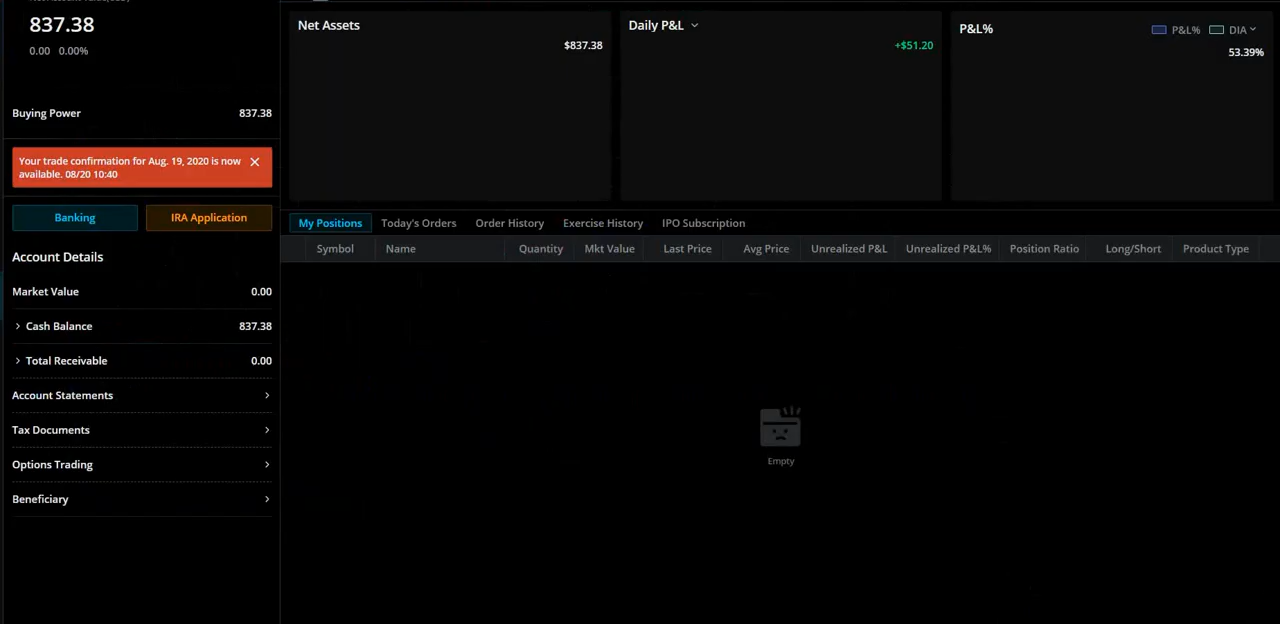 837.38
0.00 0.00%
Buying Power 837.38
Your trade confirmation for Aug. 19, 2020 is now
available. 08/20 10:40
Banking IRA Application
Account Details
Market Value 0.00
Cash Balance 837.38
Total Receivable 0.00
Account Statements
Tax Documents
Options Trading
Beneficiary
Net Assets
$837.38
Daily P&L
+$51.20
P&L% P&L% DIA
53.39%
My Positions Today's Orders Order History Exercise History IPO Subscription
Symbol Name Quantity Mkt Value Last Price Avg Price Unrealized P&L Unrealized P&L% Position Ratio Long/Short Product Type
Empty